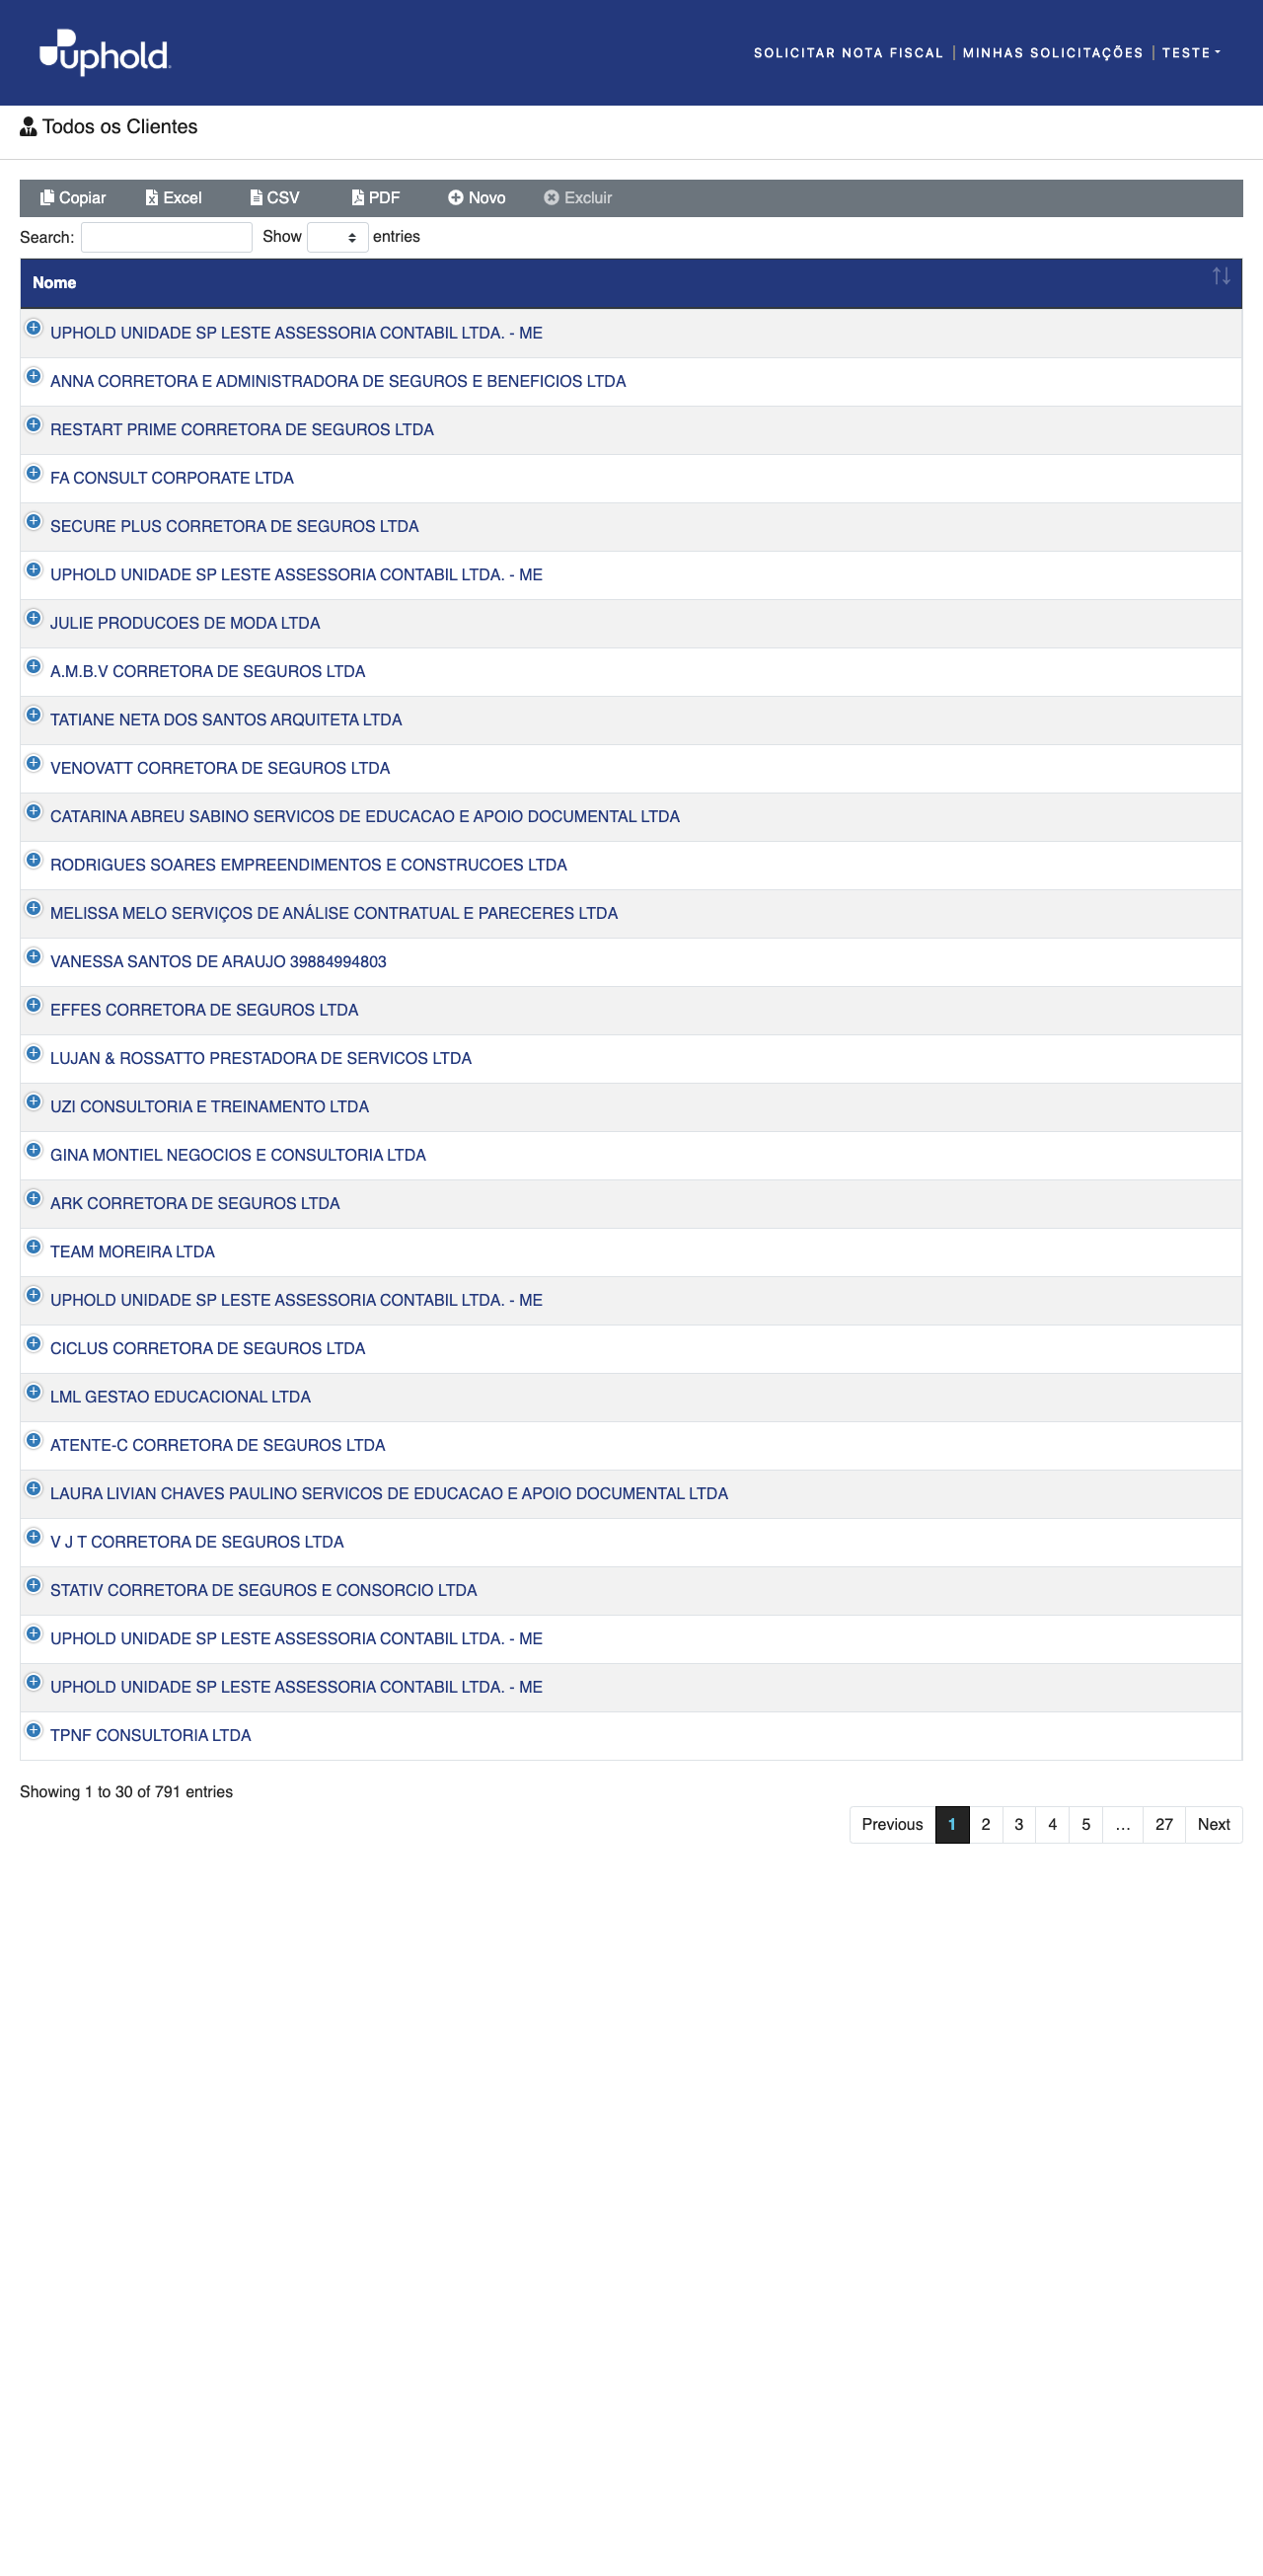 uphold.
SOLICITAR NOTA FISCAL | MINHAS SOLICITAÇÕES | TESTE
Todos os Clientes
Copiar Excel CSV PDF Novo Excluir
Search: Show entries
Nome
UPHOLD UNIDADE SP LESTE ASSESSORIA CONTABIL LTDA. - ME
ANNA CORRETORA E ADMINISTRADORA DE SEGUROS E BENEFICIOS LTDA
RESTART PRIME CORRETORA DE SEGUROS LTDA
FA CONSULT CORPORATE LTDA
SECURE PLUS CORRETORA DE SEGUROS LTDA
UPHOLD UNIDADE SP LESTE ASSESSORIA CONTABIL LTDA. - ME
JULIE PRODUCOES DE MODA LTDA
A.M.B.V CORRETORA DE SEGUROS LTDA
TATIANE NETA DOS SANTOS ARQUITETA LTDA
VENOVATT CORRETORA DE SEGUROS LTDA
CATARINA ABREU SABINO SERVICOS DE EDUCACAO E APOIO DOCUMENTAL LTDA
RODRIGUES SOARES EMPREENDIMENTOS E CONSTRUCOES LTDA
MELISSA MELO SERVIÇOS DE ANÁLISE CONTRATUAL E PARECERES LTDA
VANESSA SANTOS DE ARAUJO 39884994803
EFFES CORRETORA DE SEGUROS LTDA
LUJAN & ROSSATTO PRESTADORA DE SERVICOS LTDA
UZI CONSULTORIA E TREINAMENTO LTDA
GINA MONTIEL NEGOCIOS E CONSULTORIA LTDA
ARK CORRETORA DE SEGUROS LTDA
TEAM MOREIRA LTDA
UPHOLD UNIDADE SP LESTE ASSESSORIA CONTABIL LTDA. - ME
CICLUS CORRETORA DE SEGUROS LTDA
LML GESTAO EDUCACIONAL LTDA
ATENTE-C CORRETORA DE SEGUROS LTDA
LAURA LIVIAN CHAVES PAULINO SERVICOS DE EDUCACAO E APOIO DOCUMENTAL LTDA
V J T CORRETORA DE SEGUROS LTDA
STATIV CORRETORA DE SEGUROS E CONSORCIO LTDA
UPHOLD UNIDADE SP LESTE ASSESSORIA CONTABIL LTDA. - ME
UPHOLD UNIDADE SP LESTE ASSESSORIA CONTABIL LTDA. - ME
TPNF CONSULTORIA LTDA
Showing 1 to 30 of 791 entries
Previous 1 2 3 4 5 … 27 Next